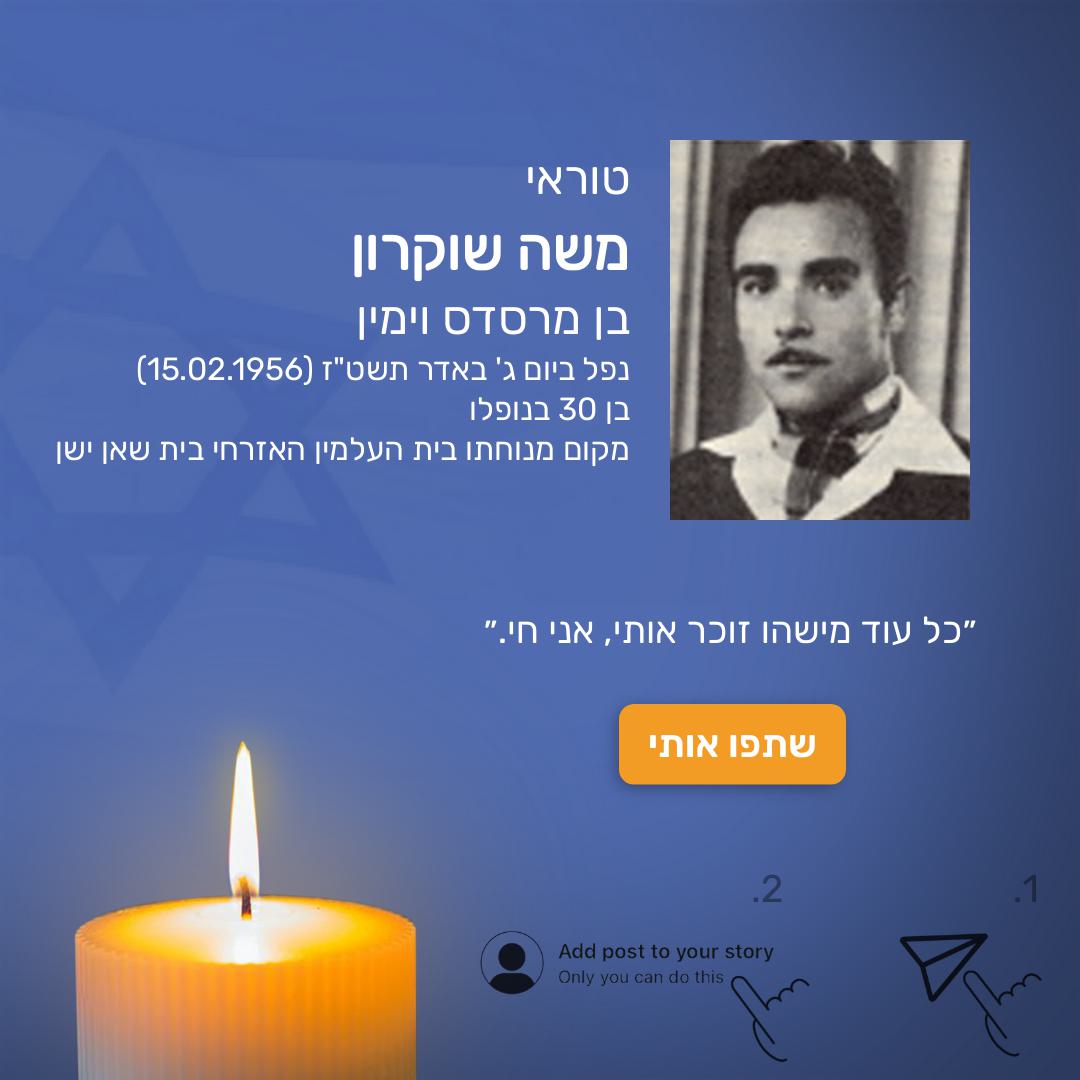 טוראי
משה שוקרון
בן מרסדס וימין
נפל ביום ג' באדר תשט"ז (15.02.1956)
בן 30 בנופלו
מקום מנוחתו בית העלמין האזרחי בית שאן ישן
״כל עוד מישהו זוכר אותי, אני חי.״
שתפו אותי
.1
.2
Add post to your story
Only you can do this